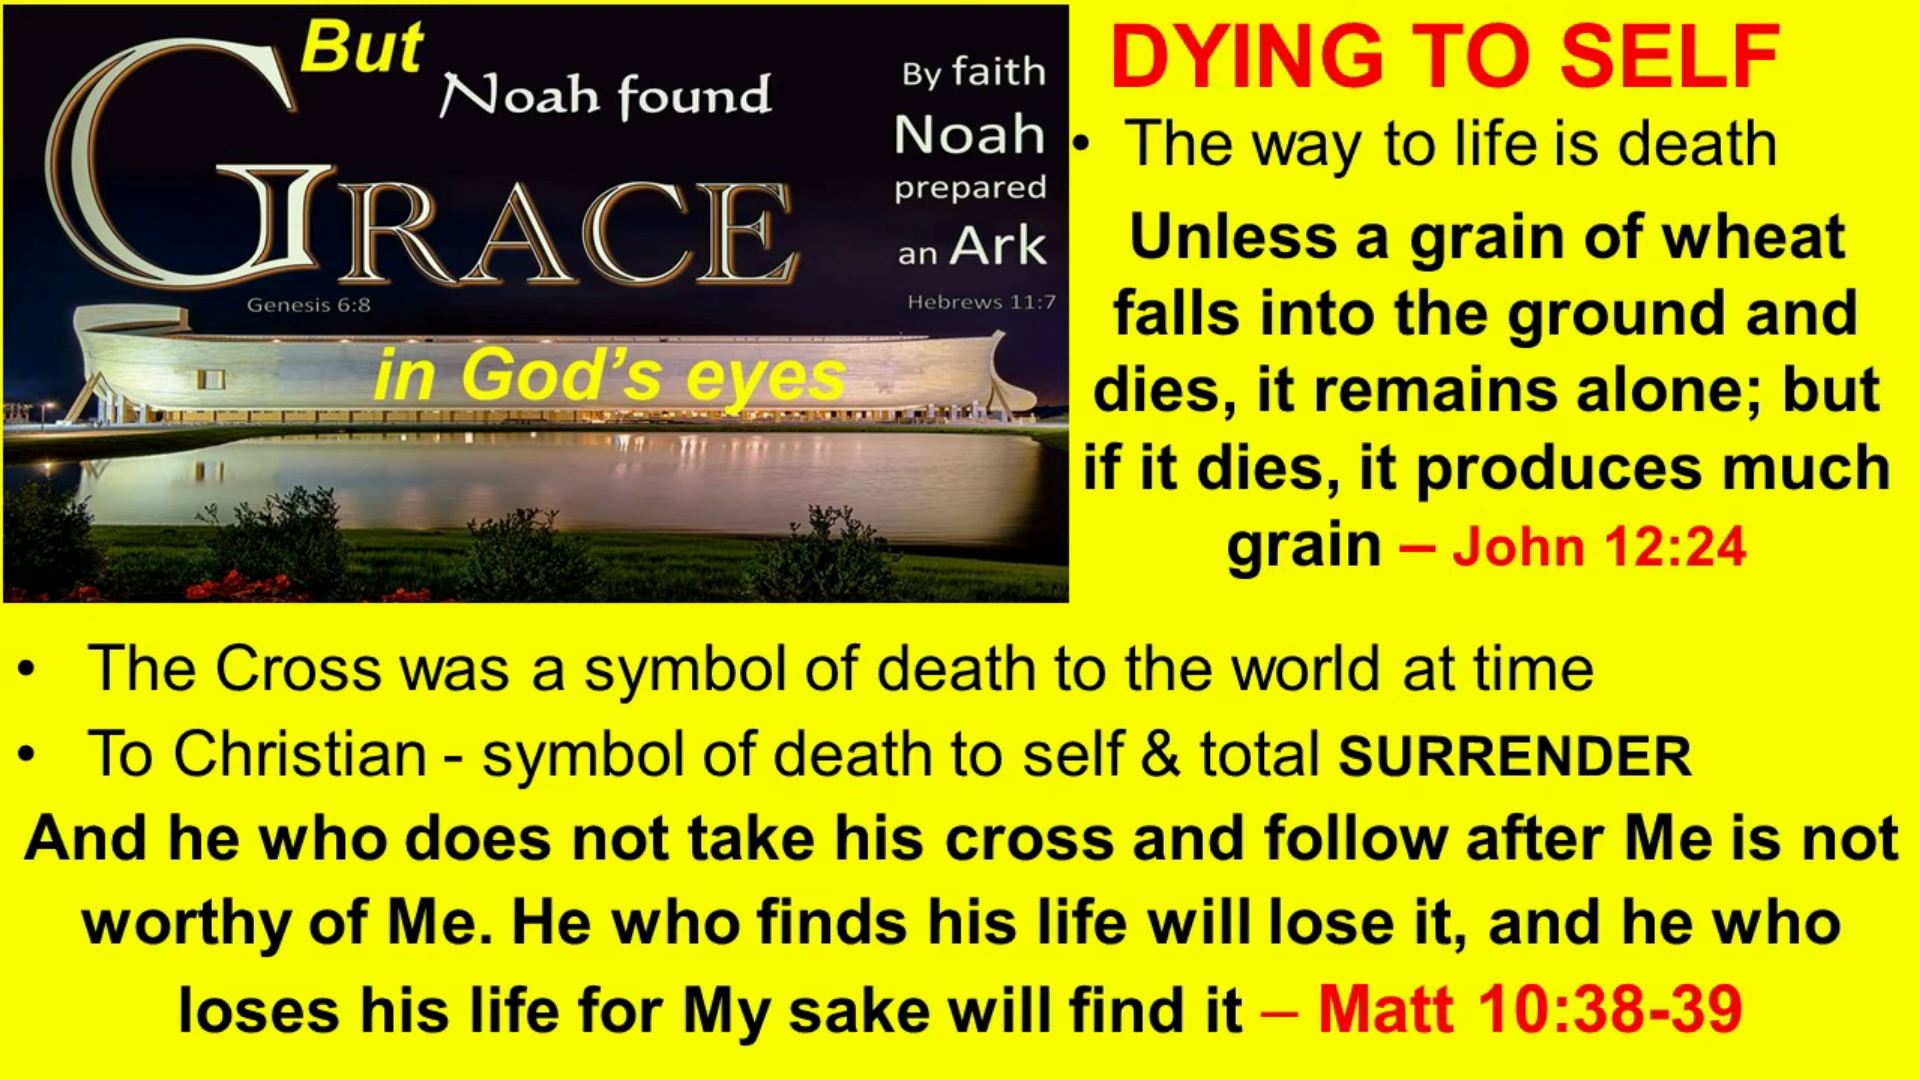 But
Noah found
GRACE
Genesis 6:8
in God's eyes
By faith
Noah
prepared
an Ark
Hebrews 11:7
DYING TO SELF
• The way to life is death
Unless a grain of wheat
falls into the ground and
dies, it remains alone; but
if it dies, it produces much
grain – John 12:24
• The Cross was a symbol of death to the world at time
• To Christian - symbol of death to self & total SURRENDER
And he who does not take his cross and follow after Me is not
worthy of Me. He who finds his life will lose it, and he who
loses his life for My sake will find it – Matt 10:38-39